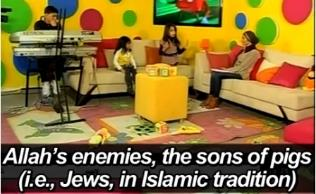 Allah's enemies, the sons of pigs
(i.e., Jews, in Islamic tradition)